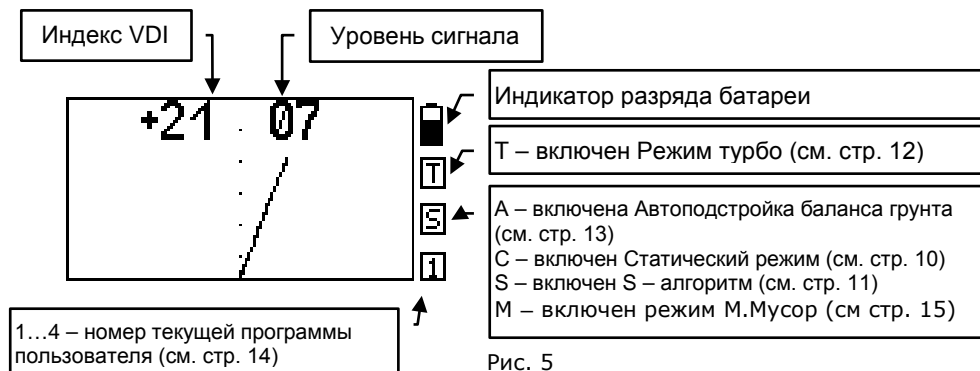 Индекс VDI
Уровень сигнала
+21 07
Индикатор разряда батареи
T
Т – включен Режим турбо (см. стр. 12)
S
А – включена Автоподстройка баланса грунта
(см. стр. 13)
С – включен Статический режим (см. стр. 10)
S – включен S – алгоритм (см. стр. 11)
М – включен режим М.Мусор (см стр. 15)
1
1…4 – номер текущей программы
пользователя (см. стр. 14)
Рис. 5